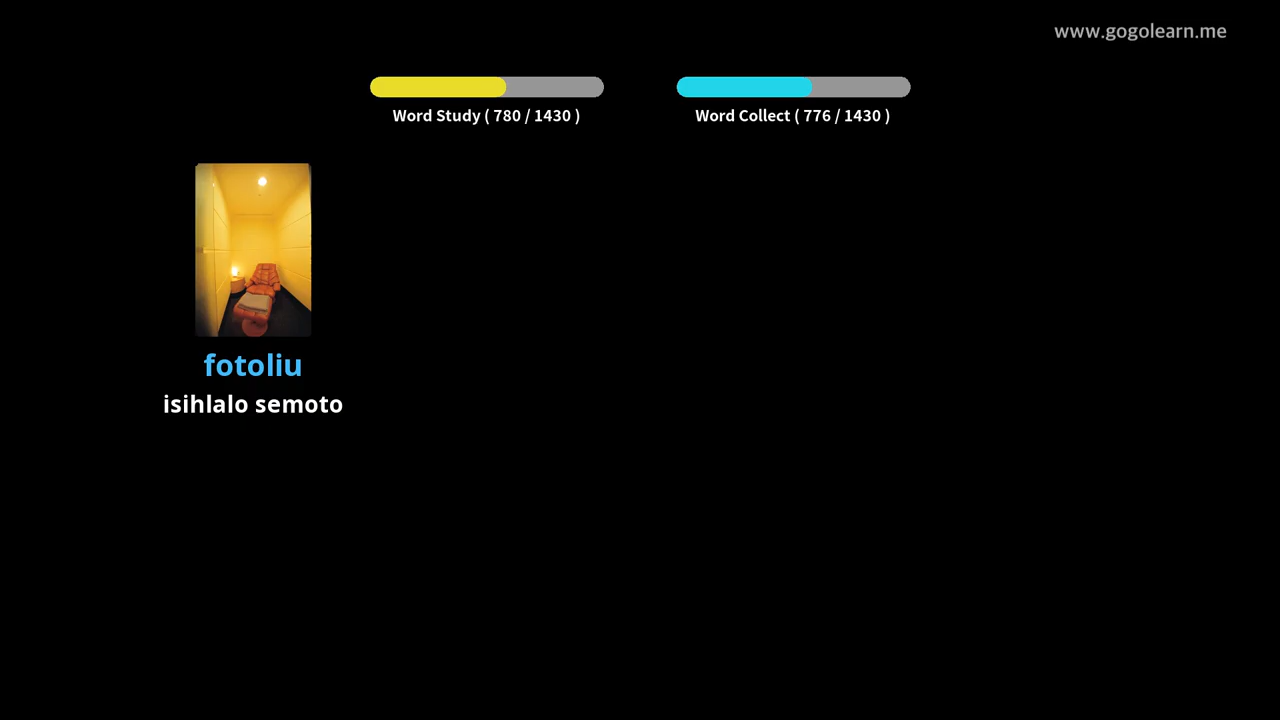 www.gogolearn.me
Word Study ( 780 / 1430 )
Word Collect ( 776 / 1430 )
fotoliu
isihlalo semoto